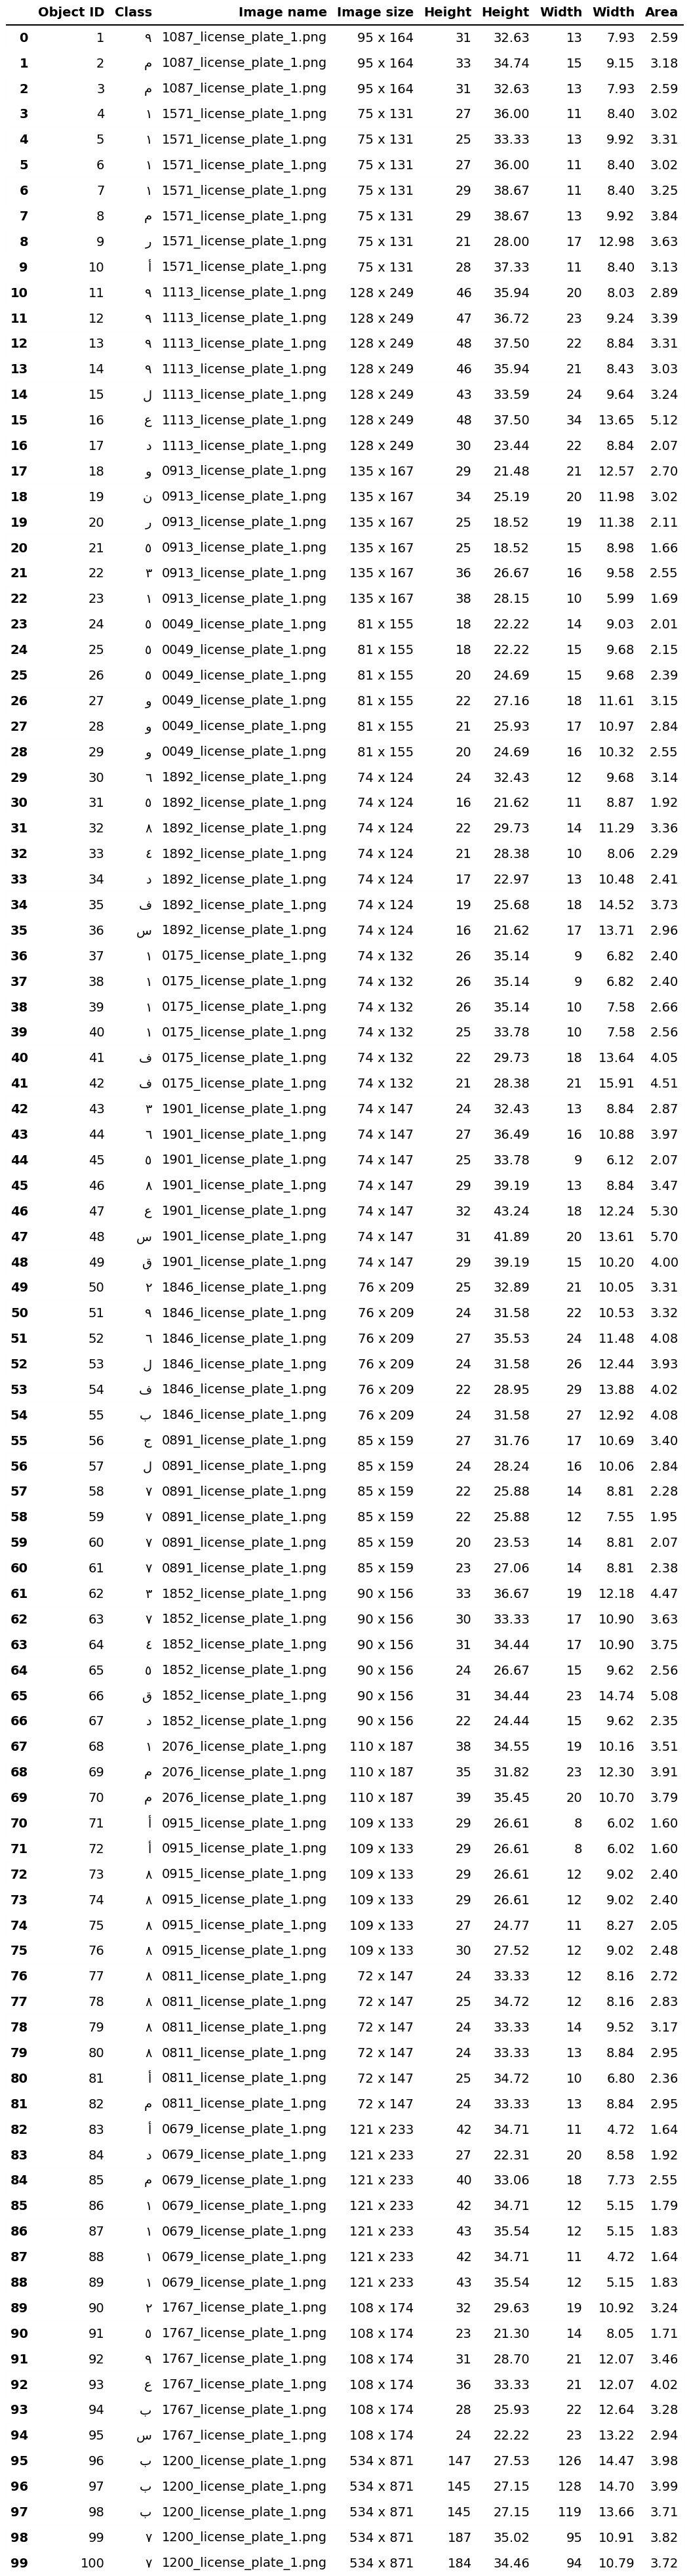 Object ID Class Image name Image size Height Height Width Width Area
0 1 ٩ 1087_license_plate_1.png 95 x 164 31 32.63 13 7.93 2.59
1 2 م 1087_license_plate_1.png 95 x 164 33 34.74 15 9.15 3.18
2 3 م 1087_license_plate_1.png 95 x 164 31 32.63 13 7.93 2.59
3 4 ١ 1571_license_plate_1.png 75 x 131 27 36.00 11 8.40 3.02
4 5 ١ 1571_license_plate_1.png 75 x 131 25 33.33 13 9.92 3.31
5 6 ١ 1571_license_plate_1.png 75 x 131 27 36.00 11 8.40 3.02
6 7 ١ 1571_license_plate_1.png 75 x 131 29 38.67 11 8.40 3.25
7 8 م 1571_license_plate_1.png 75 x 131 29 38.67 13 9.92 3.84
8 9 ر 1571_license_plate_1.png 75 x 131 21 28.00 17 12.98 3.63
9 10 أ 1571_license_plate_1.png 75 x 131 28 37.33 11 8.40 3.13
10 11 ٩ 1113_license_plate_1.png 128 x 249 46 35.94 20 8.03 2.89
11 12 ٩ 1113_license_plate_1.png 128 x 249 47 36.72 23 9.24 3.39
12 13 ٩ 1113_license_plate_1.png 128 x 249 48 37.50 22 8.84 3.31
13 14 ٩ 1113_license_plate_1.png 128 x 249 46 35.94 21 8.43 3.03
14 15 ل 1113_license_plate_1.png 128 x 249 43 33.59 24 9.64 3.24
15 16 ع 1113_license_plate_1.png 128 x 249 48 37.50 34 13.65 5.12
16 17 د 1113_license_plate_1.png 128 x 249 30 23.44 22 8.84 2.07
17 18 و 0913_license_plate_1.png 135 x 167 29 21.48 21 12.57 2.70
18 19 ن 0913_license_plate_1.png 135 x 167 34 25.19 20 11.98 3.02
19 20 ر 0913_license_plate_1.png 135 x 167 25 18.52 19 11.38 2.11
20 21 ٥ 0913_license_plate_1.png 135 x 167 25 18.52 15 8.98 1.66
21 22 ٣ 0913_license_plate_1.png 135 x 167 36 26.67 16 9.58 2.55
22 23 ١ 0913_license_plate_1.png 135 x 167 38 28.15 10 5.99 1.69
23 24 ٥ 0049_license_plate_1.png 81 x 155 18 22.22 14 9.03 2.01
24 25 ٥ 0049_license_plate_1.png 81 x 155 18 22.22 15 9.68 2.15
25 26 ٥ 0049_license_plate_1.png 81 x 155 20 24.69 15 9.68 2.39
26 27 و 0049_license_plate_1.png 81 x 155 22 27.16 18 11.61 3.15
27 28 و 0049_license_plate_1.png 81 x 155 21 25.93 17 10.97 2.84
28 29 و 0049_license_plate_1.png 81 x 155 20 24.69 16 10.32 2.55
29 30 ٦ 1892_license_plate_1.png 74 x 124 24 32.43 12 9.68 3.14
30 31 ٥ 1892_license_plate_1.png 74 x 124 16 21.62 11 8.87 1.92
31 32 ٨ 1892_license_plate_1.png 74 x 124 22 29.73 14 11.29 3.36
32 33 ٤ 1892_license_plate_1.png 74 x 124 21 28.38 10 8.06 2.29
33 34 د 1892_license_plate_1.png 74 x 124 17 22.97 13 10.48 2.41
34 35 ف 1892_license_plate_1.png 74 x 124 19 25.68 18 14.52 3.73
35 36 س 1892_license_plate_1.png 74 x 124 16 21.62 17 13.71 2.96
36 37 ١ 0175_license_plate_1.png 74 x 132 26 35.14 9 6.82 2.40
37 38 ١ 0175_license_plate_1.png 74 x 132 26 35.14 9 6.82 2.40
38 39 ١ 0175_license_plate_1.png 74 x 132 26 35.14 10 7.58 2.66
39 40 ١ 0175_license_plate_1.png 74 x 132 25 33.78 10 7.58 2.56
40 41 ف 0175_license_plate_1.png 74 x 132 22 29.73 18 13.64 4.05
41 42 ف 0175_license_plate_1.png 74 x 132 21 28.38 21 15.91 4.51
42 43 ٣ 1901_license_plate_1.png 74 x 147 24 32.43 13 8.84 2.87
43 44 ٦ 1901_license_plate_1.png 74 x 147 27 36.49 16 10.88 3.97
44 45 ٥ 1901_license_plate_1.png 74 x 147 25 33.78 9 6.12 2.07
45 46 ٨ 1901_license_plate_1.png 74 x 147 29 39.19 13 8.84 3.47
46 47 ع 1901_license_plate_1.png 74 x 147 32 43.24 18 12.24 5.30
47 48 س 1901_license_plate_1.png 74 x 147 31 41.89 20 13.61 5.70
48 49 ق 1901_license_plate_1.png 74 x 147 29 39.19 15 10.20 4.00
49 50 ٢ 1846_license_plate_1.png 76 x 209 25 32.89 21 10.05 3.31
50 51 ٩ 1846_license_plate_1.png 76 x 209 24 31.58 22 10.53 3.32
51 52 ٦ 1846_license_plate_1.png 76 x 209 27 35.53 24 11.48 4.08
52 53 ل 1846_license_plate_1.png 76 x 209 24 31.58 26 12.44 3.93
53 54 ف 1846_license_plate_1.png 76 x 209 22 28.95 29 13.88 4.02
54 55 ب 1846_license_plate_1.png 76 x 209 24 31.58 27 12.92 4.08
55 56 ج 0891_license_plate_1.png 85 x 159 27 31.76 17 10.69 3.40
56 57 ل 0891_license_plate_1.png 85 x 159 24 28.24 16 10.06 2.84
57 58 ٧ 0891_license_plate_1.png 85 x 159 22 25.88 14 8.81 2.28
58 59 ٧ 0891_license_plate_1.png 85 x 159 22 25.88 12 7.55 1.95
59 60 ٧ 0891_license_plate_1.png 85 x 159 20 23.53 14 8.81 2.07
60 61 ٧ 0891_license_plate_1.png 85 x 159 23 27.06 14 8.81 2.38
61 62 ٣ 1852_license_plate_1.png 90 x 156 33 36.67 19 12.18 4.47
62 63 ٧ 1852_license_plate_1.png 90 x 156 30 33.33 17 10.90 3.63
63 64 ٤ 1852_license_plate_1.png 90 x 156 31 34.44 17 10.90 3.75
64 65 ٥ 1852_license_plate_1.png 90 x 156 24 26.67 15 9.62 2.56
65 66 ق 1852_license_plate_1.png 90 x 156 31 34.44 23 14.74 5.08
66 67 د 1852_license_plate_1.png 90 x 156 22 24.44 15 9.62 2.35
67 68 ١ 2076_license_plate_1.png 110 x 187 38 34.55 19 10.16 3.51
68 69 م 2076_license_plate_1.png 110 x 187 35 31.82 23 12.30 3.91
69 70 م 2076_license_plate_1.png 110 x 187 39 35.45 20 10.70 3.79
70 71 أ 0915_license_plate_1.png 109 x 133 29 26.61 8 6.02 1.60
71 72 أ 0915_license_plate_1.png 109 x 133 29 26.61 8 6.02 1.60
72 73 ٨ 0915_license_plate_1.png 109 x 133 29 26.61 12 9.02 2.40
73 74 ٨ 0915_license_plate_1.png 109 x 133 29 26.61 12 9.02 2.40
74 75 ٨ 0915_license_plate_1.png 109 x 133 27 24.77 11 8.27 2.05
75 76 ٨ 0915_license_plate_1.png 109 x 133 30 27.52 12 9.02 2.48
76 77 ٨ 0811_license_plate_1.png 72 x 147 24 33.33 12 8.16 2.72
77 78 ٨ 0811_license_plate_1.png 72 x 147 25 34.72 12 8.16 2.83
78 79 ٨ 0811_license_plate_1.png 72 x 147 24 33.33 14 9.52 3.17
79 80 ٨ 0811_license_plate_1.png 72 x 147 24 33.33 13 8.84 2.95
80 81 أ 0811_license_plate_1.png 72 x 147 25 34.72 10 6.80 2.36
81 82 م 0811_license_plate_1.png 72 x 147 24 33.33 13 8.84 2.95
82 83 أ 0679_license_plate_1.png 121 x 233 42 34.71 11 4.72 1.64
83 84 د 0679_license_plate_1.png 121 x 233 27 22.31 20 8.58 1.92
84 85 م 0679_license_plate_1.png 121 x 233 40 33.06 18 7.73 2.55
85 86 ١ 0679_license_plate_1.png 121 x 233 42 34.71 12 5.15 1.79
86 87 ١ 0679_license_plate_1.png 121 x 233 43 35.54 12 5.15 1.83
87 88 ١ 0679_license_plate_1.png 121 x 233 42 34.71 11 4.72 1.64
88 89 ١ 0679_license_plate_1.png 121 x 233 43 35.54 12 5.15 1.83
89 90 ٢ 1767_license_plate_1.png 108 x 174 32 29.63 19 10.92 3.24
90 91 ٥ 1767_license_plate_1.png 108 x 174 23 21.30 14 8.05 1.71
91 92 ٩ 1767_license_plate_1.png 108 x 174 31 28.70 21 12.07 3.46
92 93 ع 1767_license_plate_1.png 108 x 174 36 33.33 21 12.07 4.02
93 94 ب 1767_license_plate_1.png 108 x 174 28 25.93 22 12.64 3.28
94 95 س 1767_license_plate_1.png 108 x 174 24 22.22 23 13.22 2.94
95 96 ب 1200_license_plate_1.png 534 x 871 147 27.53 126 14.47 3.98
96 97 ب 1200_license_plate_1.png 534 x 871 145 27.15 128 14.70 3.99
97 98 ب 1200_license_plate_1.png 534 x 871 145 27.15 119 13.66 3.71
98 99 ٧ 1200_license_plate_1.png 534 x 871 187 35.02 95 10.91 3.82
99 100 ٧ 1200_license_plate_1.png 534 x 871 184 34.46 94 10.79 3.72